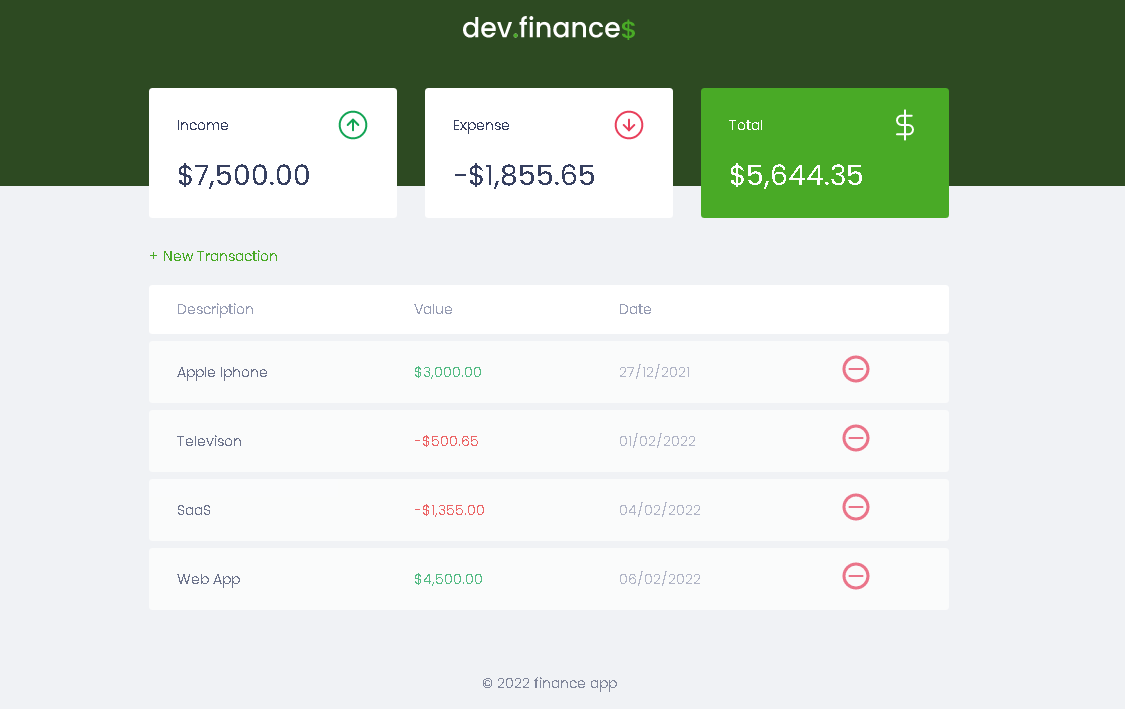 dev.finance$
Income
$7,500.00
Expense
-$1,855.65
Total
$
$5,644.35
+ New Transaction
Description Value Date
Apple Iphone $3,000.00 27/12/2021
Televison -$500.65 01/02/2022
SaaS -$1,355.00 04/02/2022
Web App $4,500.00 06/02/2022
© 2022 finance app